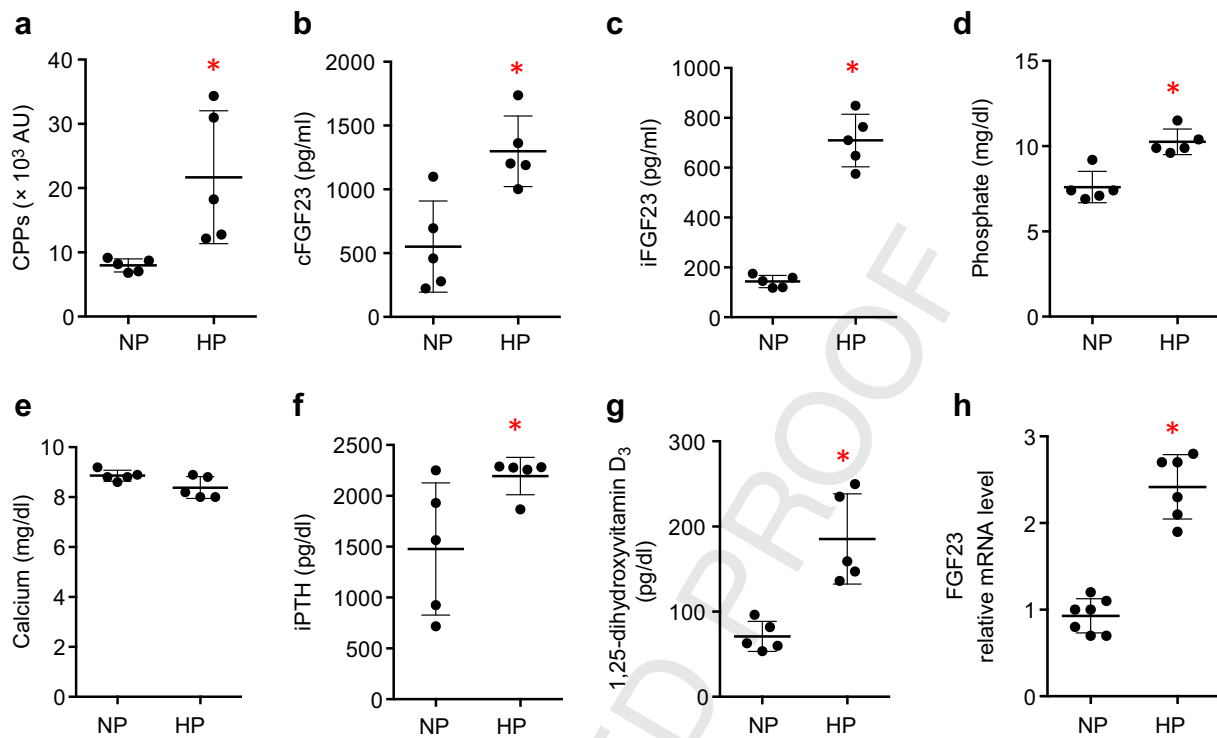 a
CPPs (× 10³ AU)
40
30
20
10
0
*
NP HP
b
cFGF23 (pg/ml)
2000
1500
1000
500
0
*
NP HP
c
iFGF23 (pg/ml)
1000
800
600
400
200
0
*
NP HP
d
Phosphate (mg/dl)
15
10
5
0
*
NP HP
e
Calcium (mg/dl)
10
8
6
4
2
0
NP HP
f
iPTH (pg/dl)
2500
2000
1500
1000
500
0
*
NP HP
g
1,25-dihydroxyvitamin D₃
(pg/dl)
300
200
100
0
*
NP HP
h
FGF23
relative mRNA level
3
2
1
0
*
NP HP
D PROOF